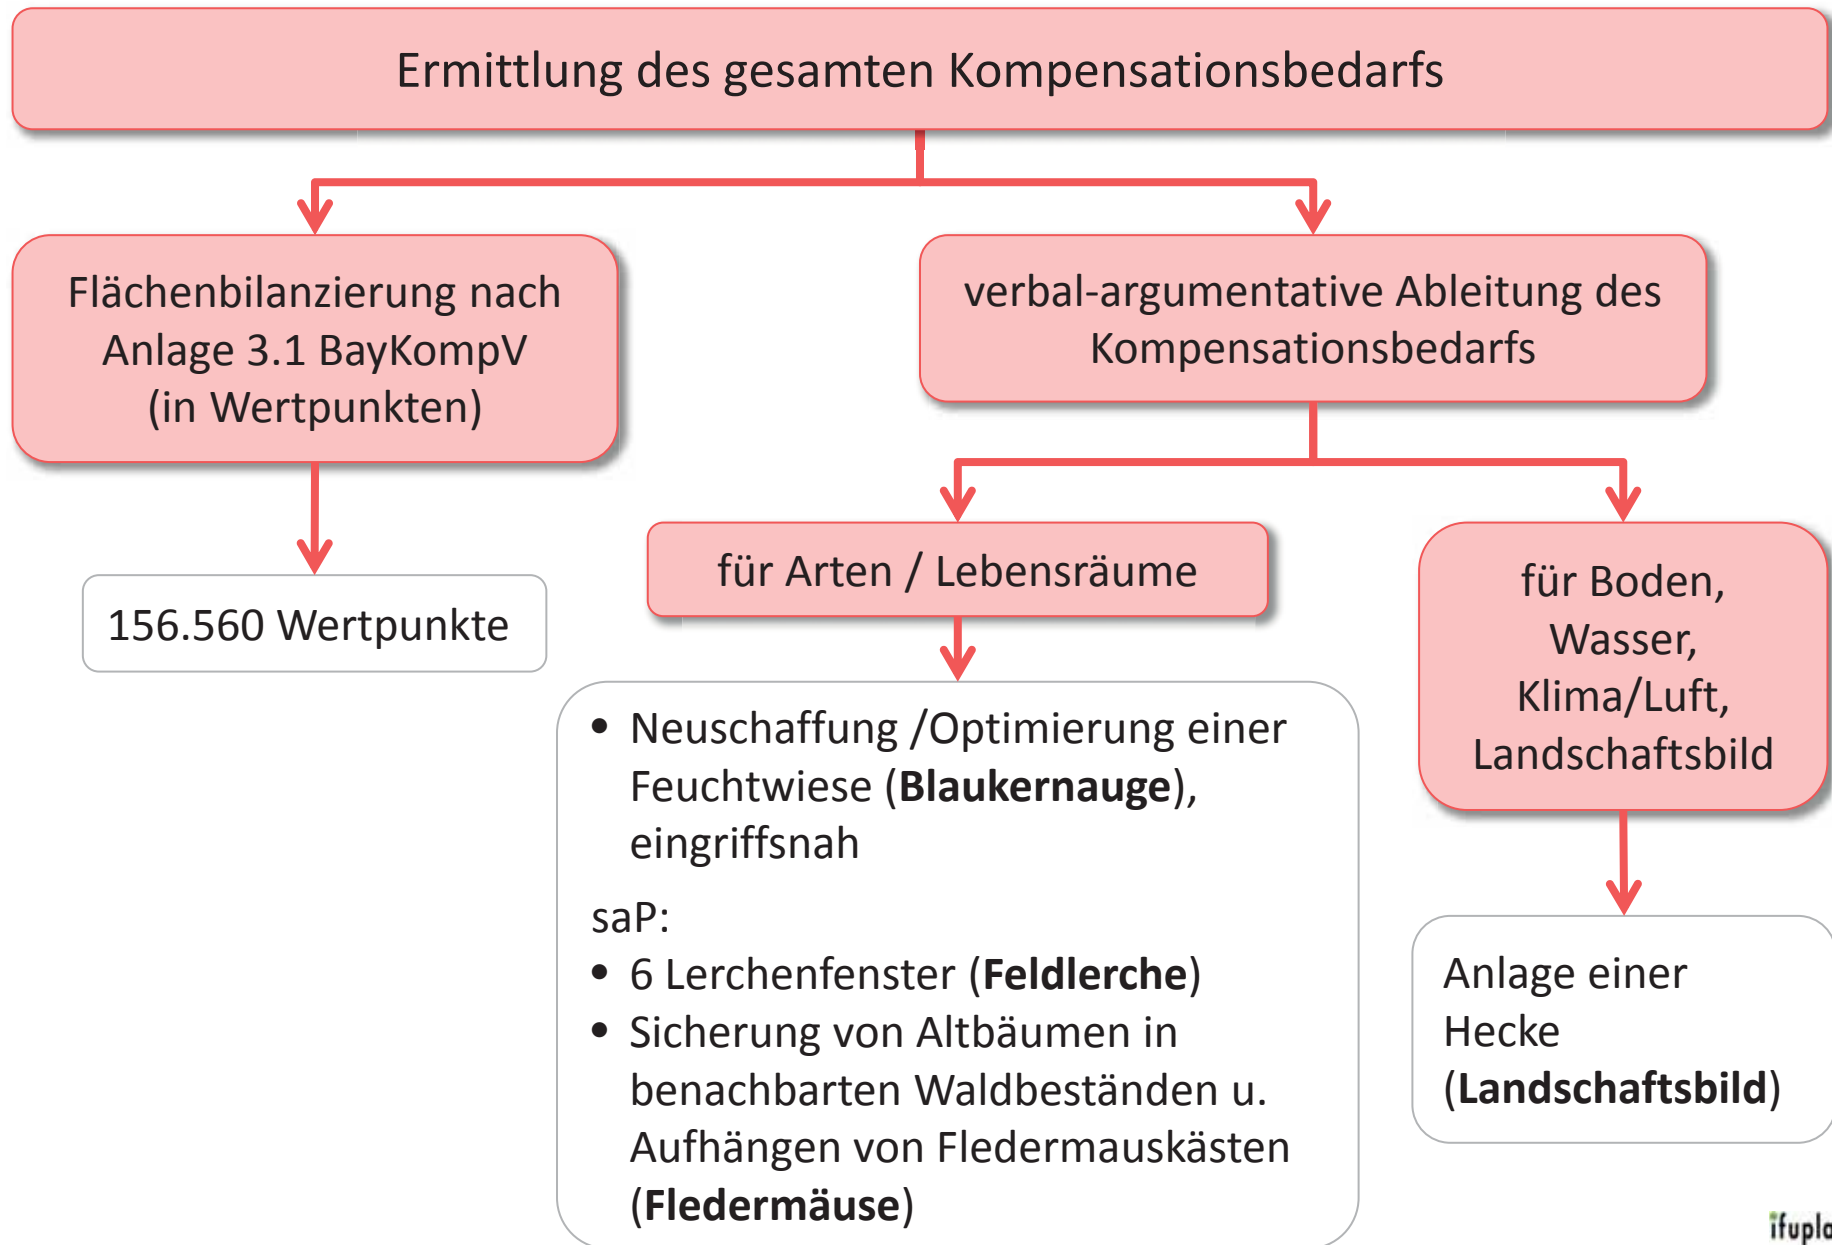 Ermittlung des gesamten Kompensationsbedarfs
Flächenbilanzierung nach
Anlage 3.1 BayKompV
(in Wertpunkten)
verbal-argumentative Ableitung des
Kompensationsbedarfs
156.560 Wertpunkte
für Arten / Lebensräume
für Boden,
Wasser,
Klima/Luft,
Landschaftsbild
• Neuschaffung /Optimierung einer
Feuchtwiese (Blaukernauge),
eingriffsnah
saP:
• 6 Lerchenfenster (Feldlerche)
• Sicherung von Altbäumen in
benachbarten Waldbeständen u.
Aufhängen von Fledermauskästen
(Fledermäuse)
Anlage einer
Hecke
(Landschaftsbild)
ifupla